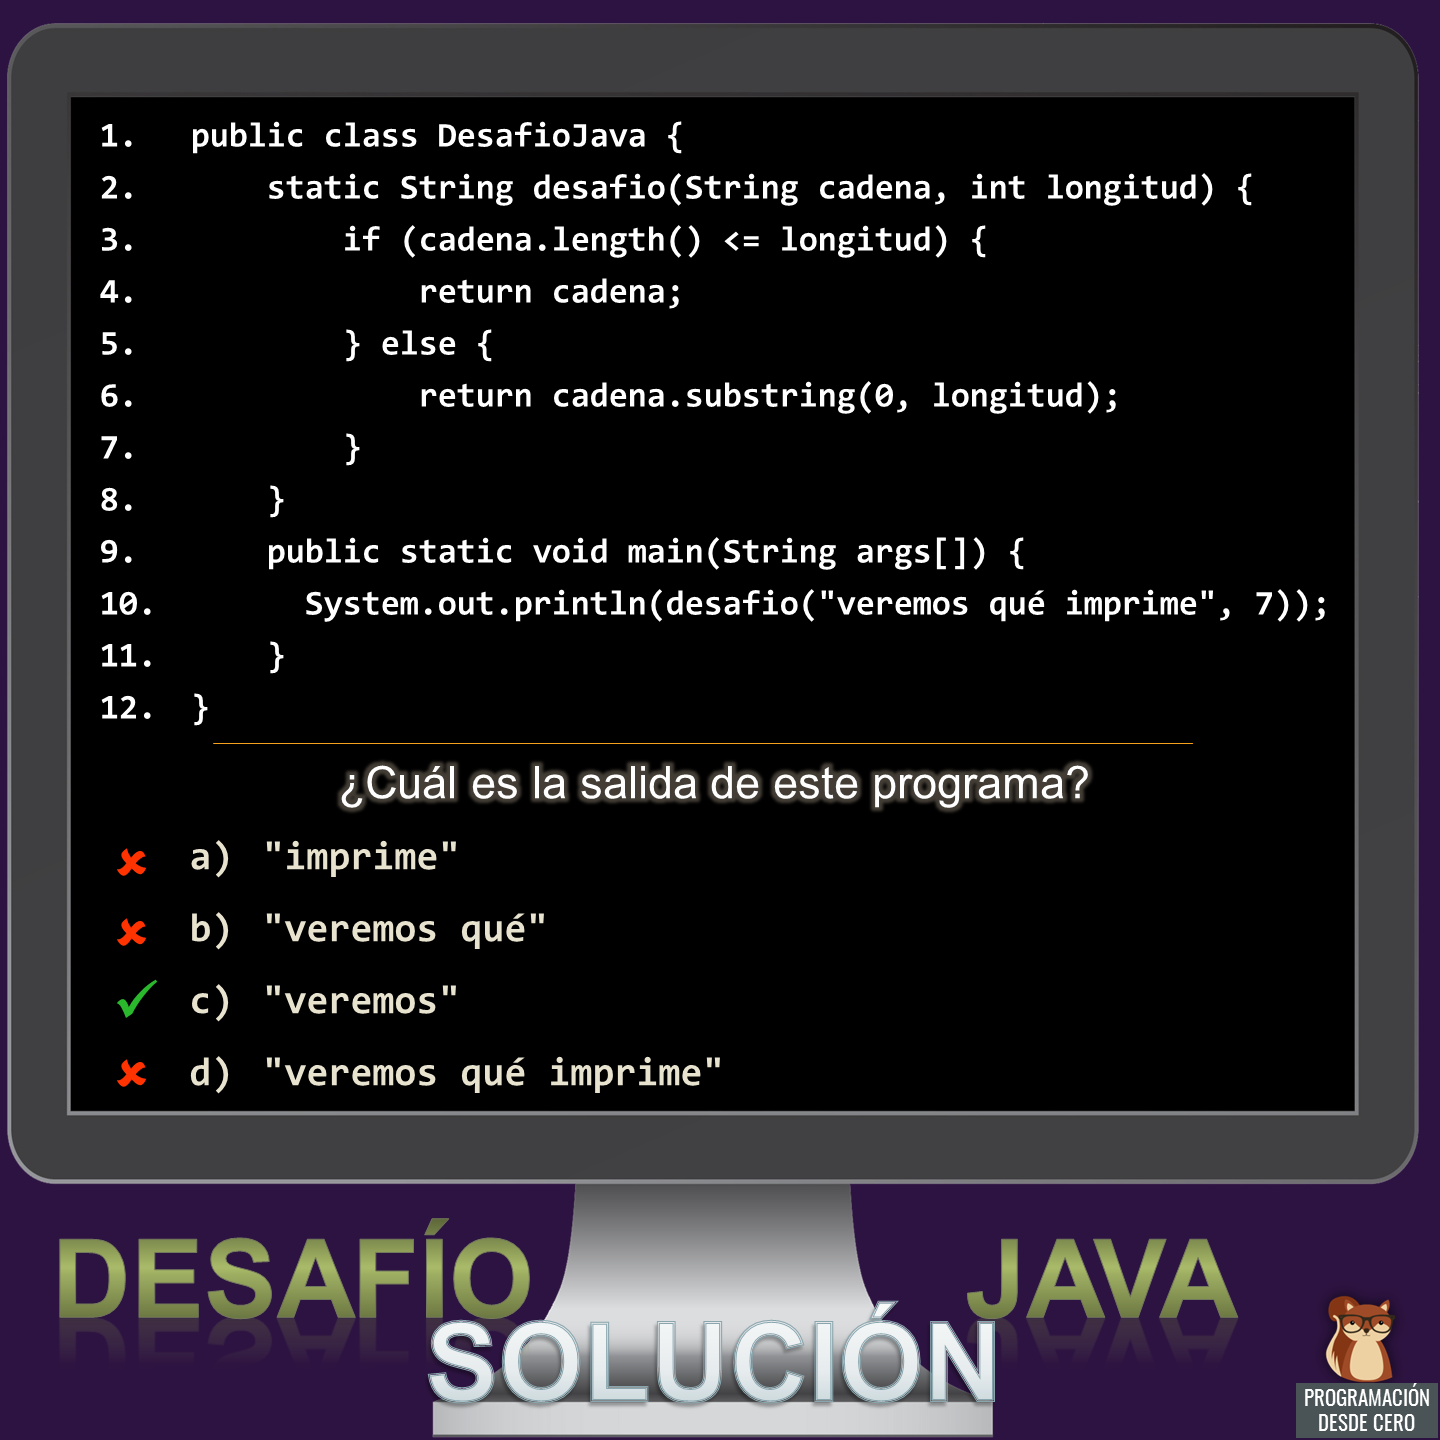 1. public class DesafioJava {
2. static String desafio(String cadena, int longitud) {
3. if (cadena.length() <= longitud) {
4. return cadena;
5. } else {
6. return cadena.substring(0, longitud);
7. }
8. }
9. public static void main(String args[]) {
10. System.out.println(desafio("veremos qué imprime", 7));
11. }
12. }
¿Cuál es la salida de este programa?
a) "imprime"
b) "veremos qué"
c) "veremos"
d) "veremos qué imprime"
DESAFÍO JAVA
SOLUCIÓN
PROGRAMACIÓN
DESDE CERO